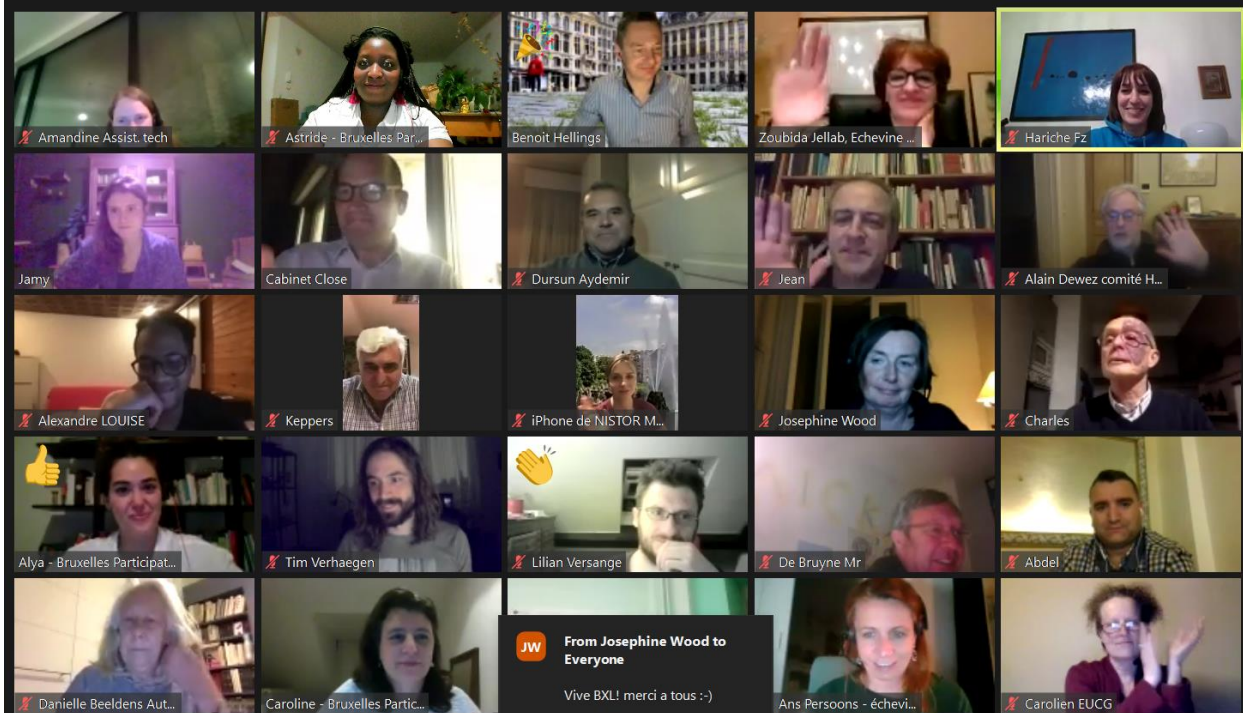 Amandine Assist. tech
Astride - Bruxelles Par...
Benoit Hellings
Zoubida Jellab, Echevine ...
Hariche Fz
Jamy
Cabinet Close
Dursun Aydemir
Jean
Alain Dewez comité H...
Alexandre LOUISE
Keppers
iPhone de NISTOR M...
Josephine Wood
Charles
Alya - Bruxelles Participat...
Tim Verhaegen
Lilian Versange
De Bruyne Mr
Abdel
Danielle Beeldens Aut...
Caroline - Bruxelles Partic...
JW
From Josephine Wood to
Everyone
Vive BXL! merci a tous :-)
Ans Persoons - échevi...
Carolien EUCG